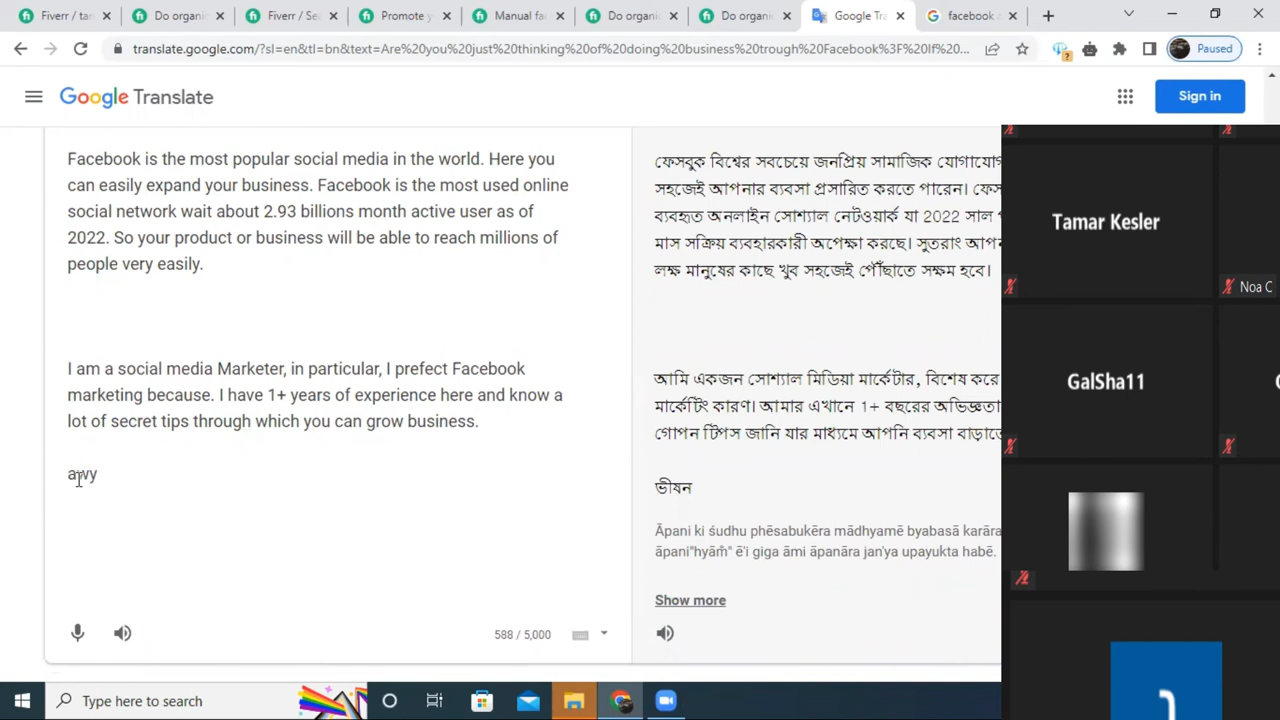 Fiverr / tar
Do organic
Fiverr / Sea
Promote y
Manual fa
Do organi
Do organi
Google Tra
facebook
translate.google.com/?sl=en&tl=bn&text=Are%20you%20just%20thinking%20of%20doing%20business%20trough%20Facebook%3F%20If%20...
Paused
Google Translate
Sign in
Facebook is the most popular social media in the world. Here you
can easily expand your business. Facebook is the most used online
social network wait about 2.93 billions month active user as of
2022. So your product or business will be able to reach millions of
people very easily.
I am a social media Marketer, in particular, I prefect Facebook
marketing because. I have 1+ years of experience here and know a
lot of secret tips through which you can grow business.
awy
588 / 5,000
ফেসবুক বিশ্বের সবচেয়ে জনপ্রিয় সামাজিক যোগাযোগ
সহজেই আপনার ব্যবসা প্রসারিত করতে পারেন। ফেস
ব্যবহৃত অনলাইন সোশ্যাল নেটওয়ার্ক যা 2022 সাল
মাস সক্রিয় ব্যবহারকারী অপেক্ষা করছে। সুতরাং আপন
লক্ষ মানুষের কাছে খুব সহজেই পৌঁছাতে সক্ষম হবে।
আমি একজন সোশ্যাল মিডিয়া মার্কেটার, বিশেষ করে
মার্কেটিং কারণ। আমার এখানে 1+ বছরের অভিজ্ঞতা
গোপন টিপস জানি যার মাধ্যমে আপনি ব্যবসা বাড়াতে
ভীষন
Āpani ki śudhu phēsabukēra mādhyamē byabasā karāra
āpani"hyām̐" ē'i giga āmi āpanāra jan'ya upayukta habē.
Show more
Tamar Kesler
Noa C
GalSha11
Type here to search